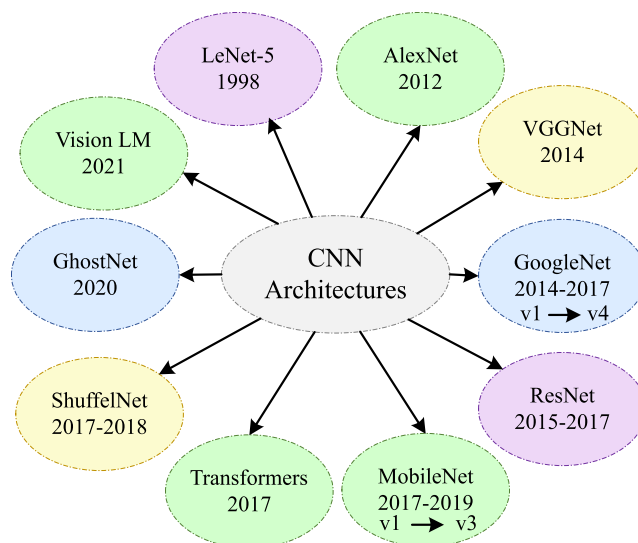 LeNet-5
1998
AlexNet
2012
VGGNet
2014
GoogleNet
2014-2017
v1 → v4
ResNet
2015-2017
MobileNet
2017-2019
v1 → v3
Transformers
2017
ShuffelNet
2017-2018
GhostNet
2020
Vision LM
2021
CNN
Architectures